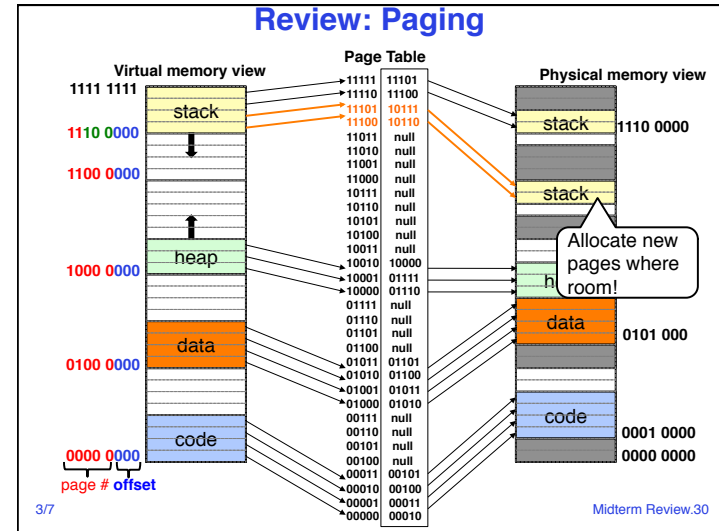 Review: Paging
Virtual memory view
Page Table
Physical memory view
1111 1111
stack
1110 0000
1100 0000
heap
1000 0000
data
0100 0000
code
0000 0000
page # offset
11111 11101
11110 11100
11101 10111
11100 10110
11011 null
11010 null
11001 null
11000 null
10111 null
10110 null
10101 null
10100 null
10011 null
10010 10000
10001 01111
10000 01110
01111 null
01110 null
01101 null
01100 null
01011 01101
01010 01100
01001 01011
01000 01010
00111 null
00110 null
00101 null
00100 null
00011 00101
00010 00100
00001 00011
00000 00010
stack
1110 0000
stack
Allocate new
pages where
room!
data
0101 000
code
0001 0000
0000 0000
3/7
Midterm Review.30